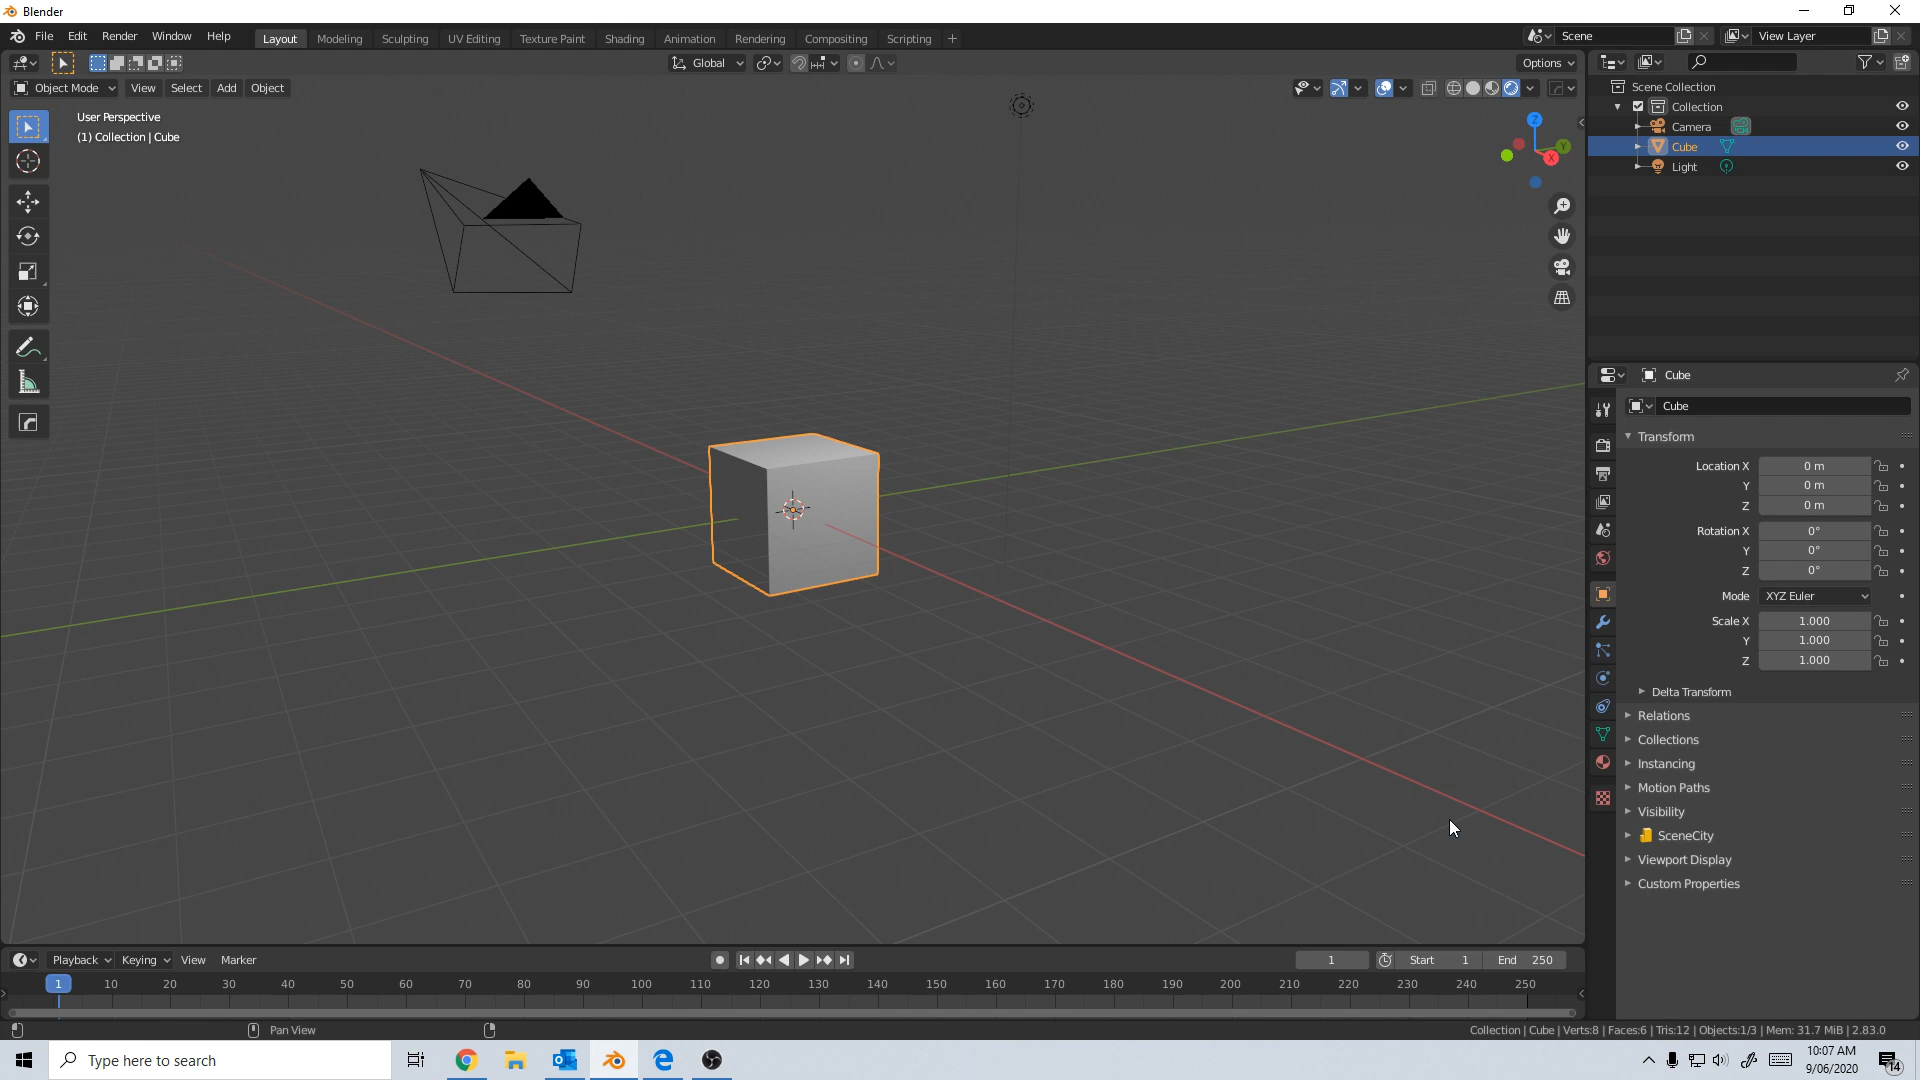 Blender
File Edit Render Window Help Layout Modeling Sculpting UV Editing Texture Paint Shading Animation Rendering Compositing Scripting + Scene View Layer
Global Options
Object Mode View Select Add Object
User Perspective
(1) Collection | Cube
Z
Y
X
Scene Collection
Collection
Camera
Cube
Light
Cube
Cube
Transform
Location X 0 m
Y 0 m
Z 0 m
Rotation X 0°
Y 0°
Z 0°
Mode XYZ Euler
Scale X 1.000
Y 1.000
Z 1.000
Delta Transform
Relations
Collections
Instancing
Motion Paths
Visibility
SceneCity
Viewport Display
Custom Properties
Playback Keying View Marker 1 Start 1 End 250
1 10 20 30 40 50 60 70 80 90 100 110 120 130 140 150 160 170 180 190 200 210 220 230 240 250
Pan View
Collection | Cube | Verts:8 | Faces:6 | Tris:12 | Objects:1/3 | Mem: 31.7 MiB | 2.83.0
Type here to search
10:07 AM
9/06/2020
14